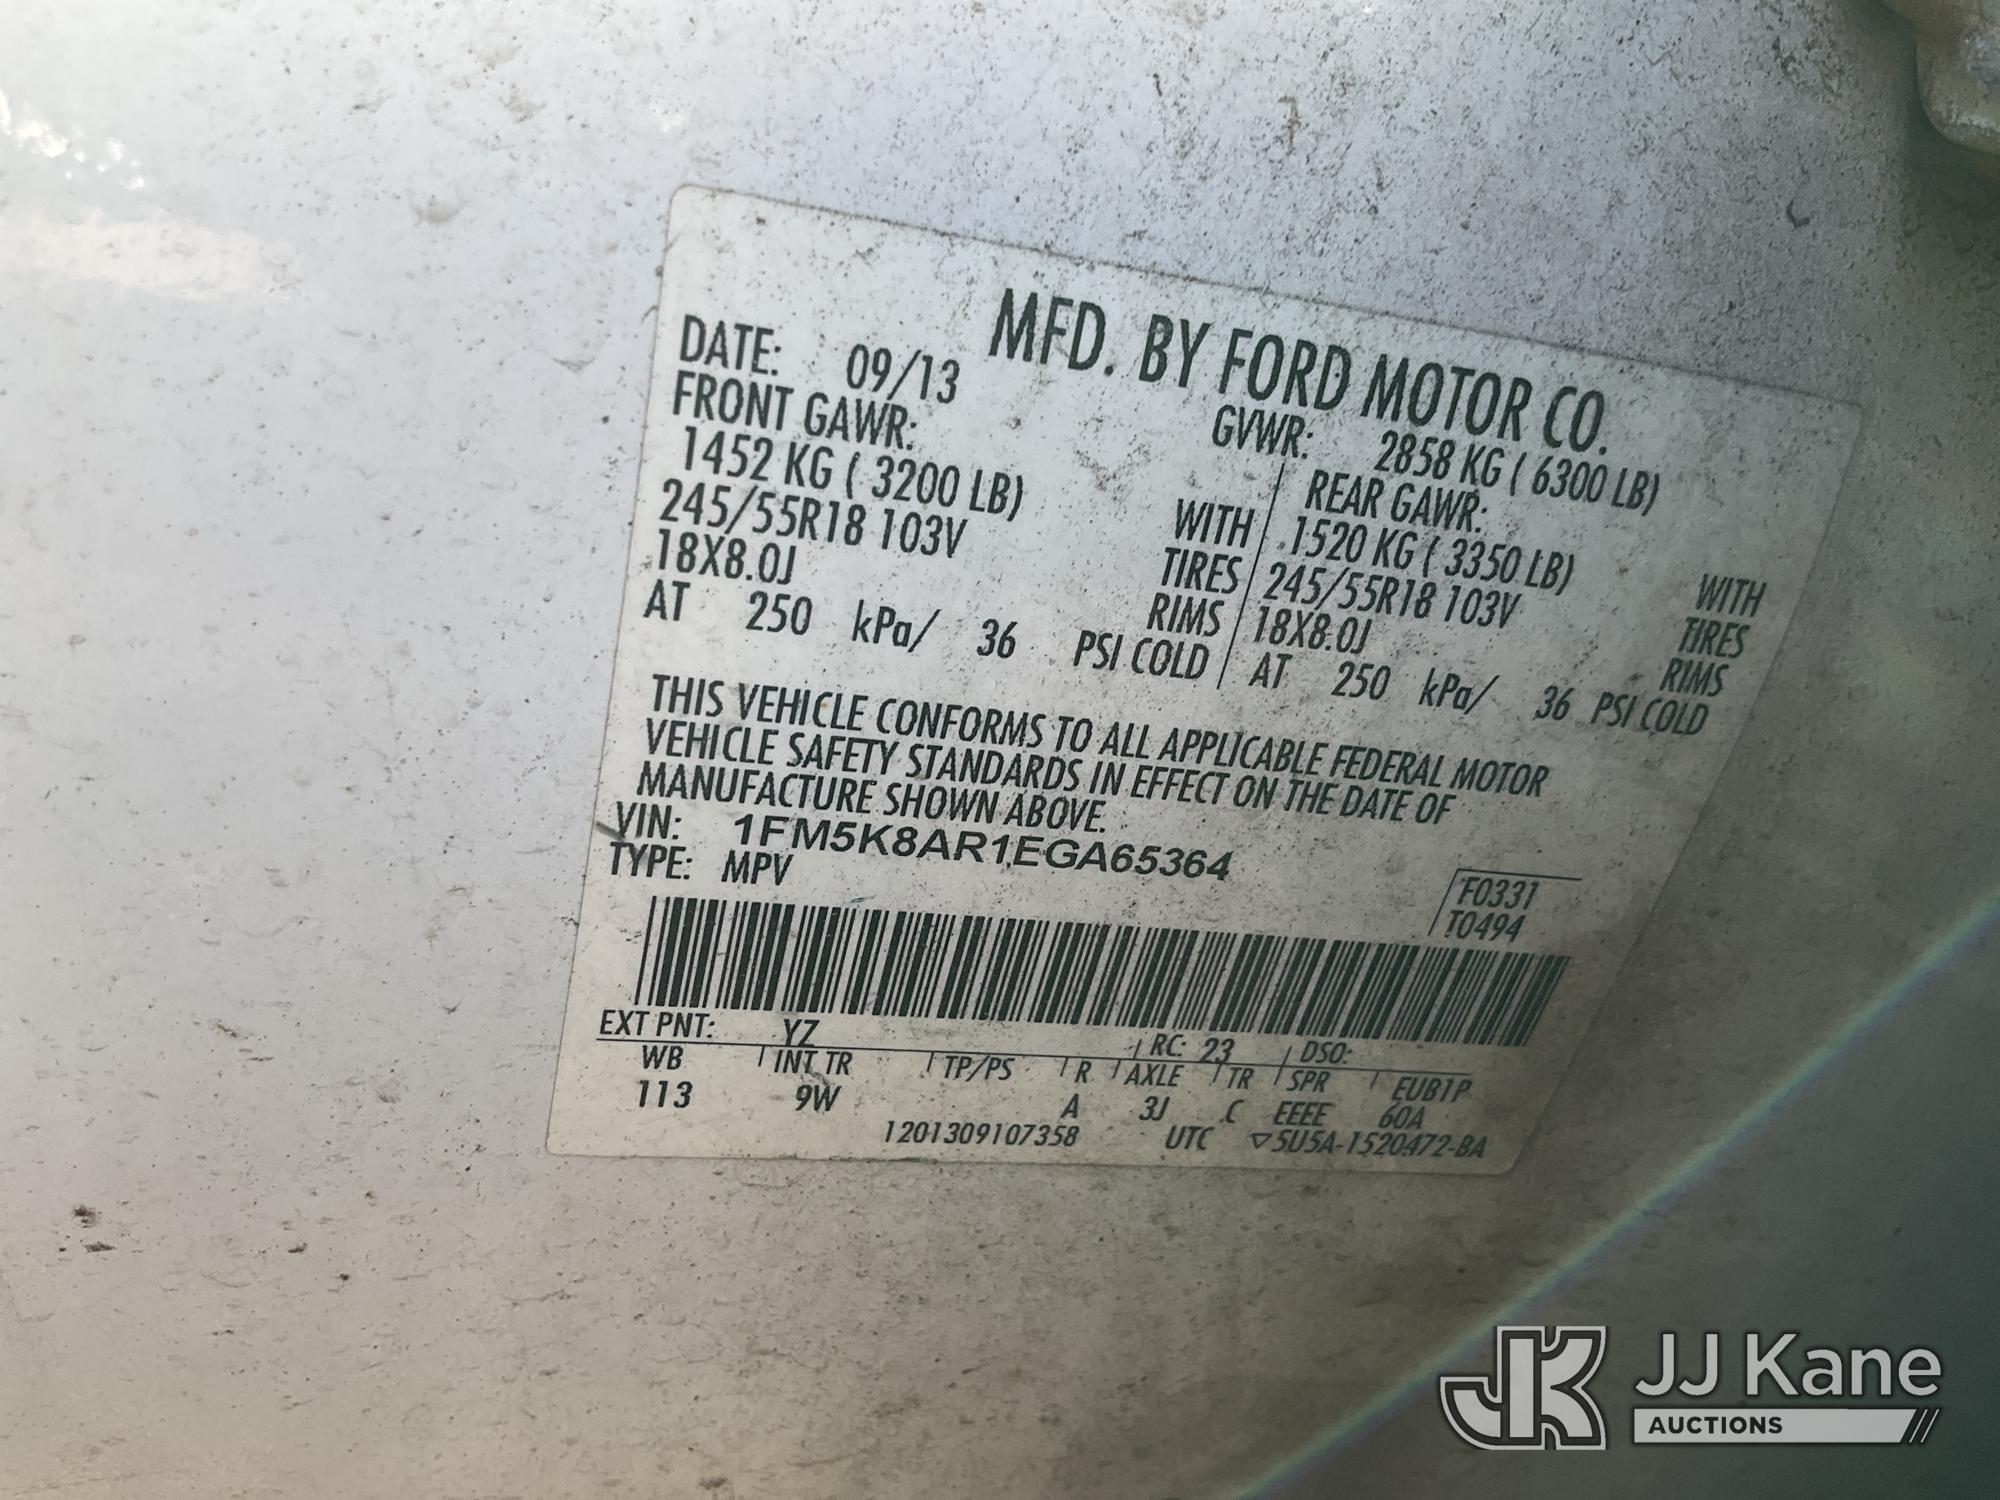 MFD. BY FORD MOTOR CO.
DATE: 09/13 GVWR: 2858 KG ( 6300 LB)
FRONT GAWR: REAR GAWR:
1452 KG ( 3200 LB) WITH 1520 KG ( 3350 LB) WITH
245/55R18 103V TIRES 245/55R18 103V TIRES
18X8.0J RIMS 18X8.0J RIMS
AT 250 kPa/ 36 PSI COLD AT 250 kPa/ 36 PSI COLD
THIS VEHICLE CONFORMS TO ALL APPLICABLE FEDERAL MOTOR
VEHICLE SAFETY STANDARDS IN EFFECT ON THE DATE OF
MANUFACTURE SHOWN ABOVE.
VIN: 1FM5K8AR1EGA65364
TYPE: MPV
F0331
T0494
EXT PNT: YZ RC: 23 DSO:
WB INT TR TP/PS R AXLE TR SPR EUB1P
113 9W A 3J C EEEE 60A
1201309107358 UTC ▽5U5A-1520472-BA
JK JJ Kane
AUCTIONS